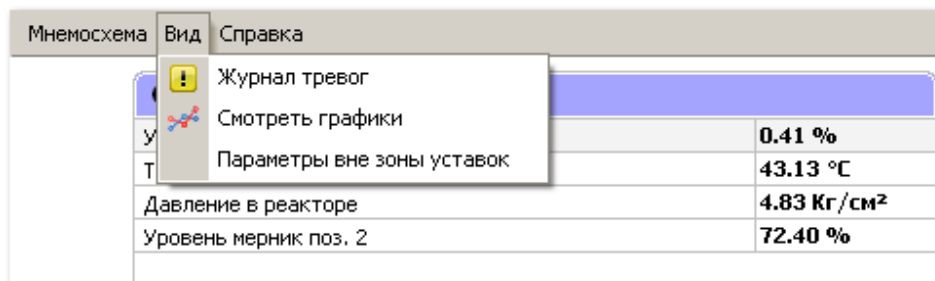 Мнемосхема Вид Справка
Журнал тревог
Смотреть графики
Параметры вне зоны уставок
0.41 %
43.13 °C
Давление в реакторе 4.83 Кг/см²
Уровень мерник поз. 2 72.40 %